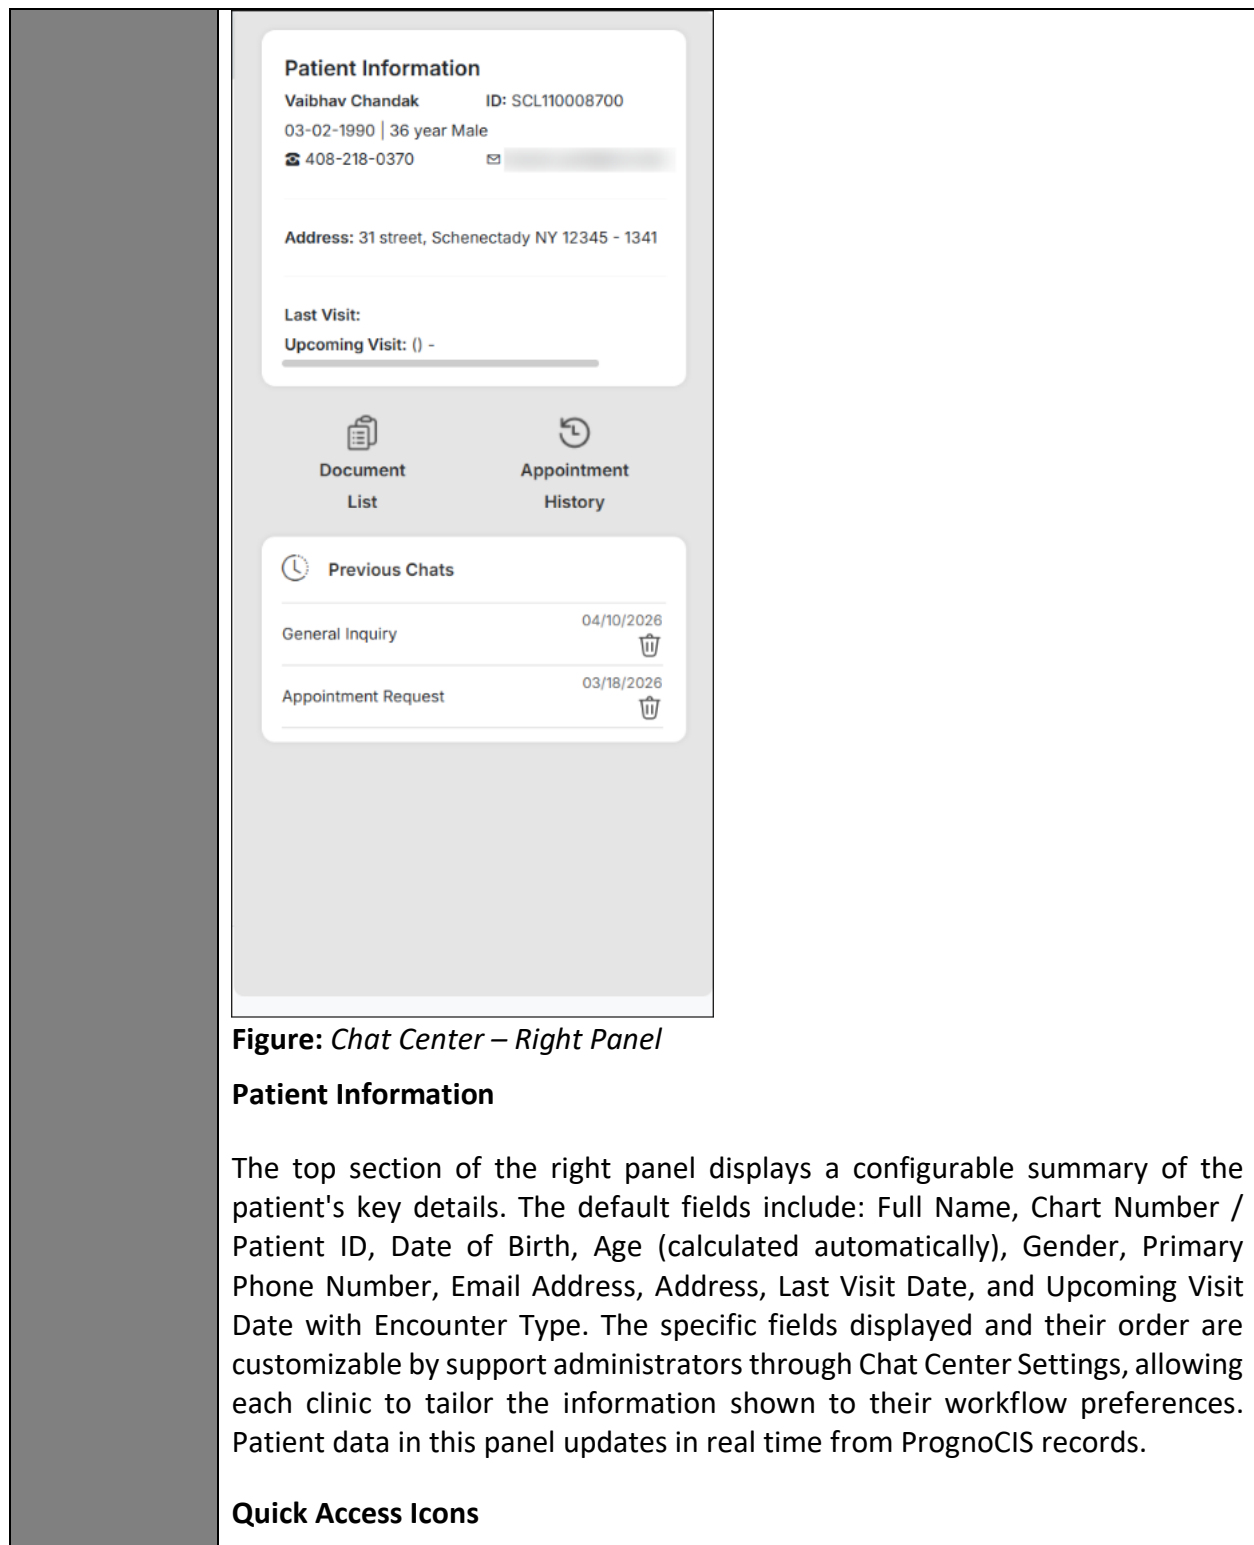 Patient Information
Vaibhav Chandak ID: SCL110008700
03-02-1990 | 36 year Male
408-218-0370
Address: 31 street, Schenectady NY 12345 - 1341
Last Visit:
Upcoming Visit: () -
Document List
Appointment History
Previous Chats
General Inquiry 04/10/2026
Appointment Request 03/18/2026
Figure: Chat Center – Right Panel
Patient Information
The top section of the right panel displays a configurable summary of the
patient's key details. The default fields include: Full Name, Chart Number /
Patient ID, Date of Birth, Age (calculated automatically), Gender, Primary
Phone Number, Email Address, Address, Last Visit Date, and Upcoming Visit
Date with Encounter Type. The specific fields displayed and their order are
customizable by support administrators through Chat Center Settings, allowing
each clinic to tailor the information shown to their workflow preferences.
Patient data in this panel updates in real time from PrognoCIS records.
Quick Access Icons